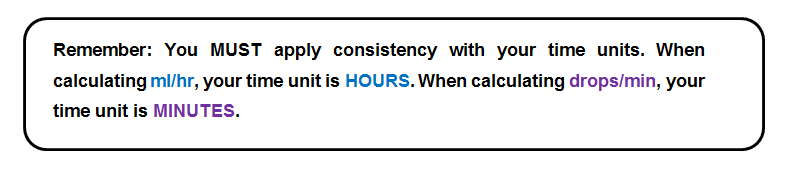 Remember: You MUST apply consistency with your time units. When
calculating ml/hr, your time unit is HOURS. When calculating drops/min, your
time unit is MINUTES.